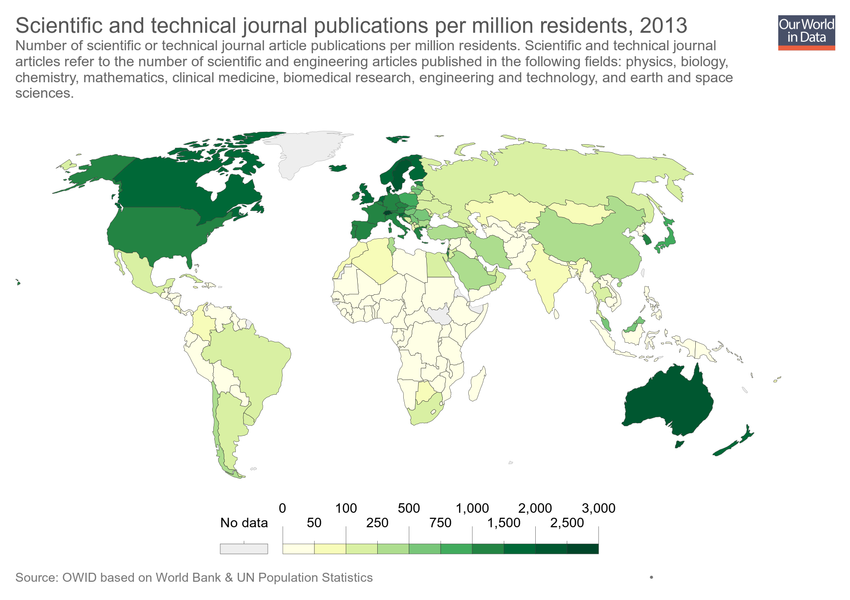 Scientific and technical journal publications per million residents, 2013
Our World
in Data
Number of scientific or technical journal article publications per million residents. Scientific and technical journal
articles refer to the number of scientific and engineering articles published in the following fields: physics, biology,
chemistry, mathematics, clinical medicine, biomedical research, engineering and technology, and earth and space
sciences.
0 100 500 1,000 2,000 3,000
No data 50 250 750 1,500 2,500
Source: OWID based on World Bank & UN Population Statistics